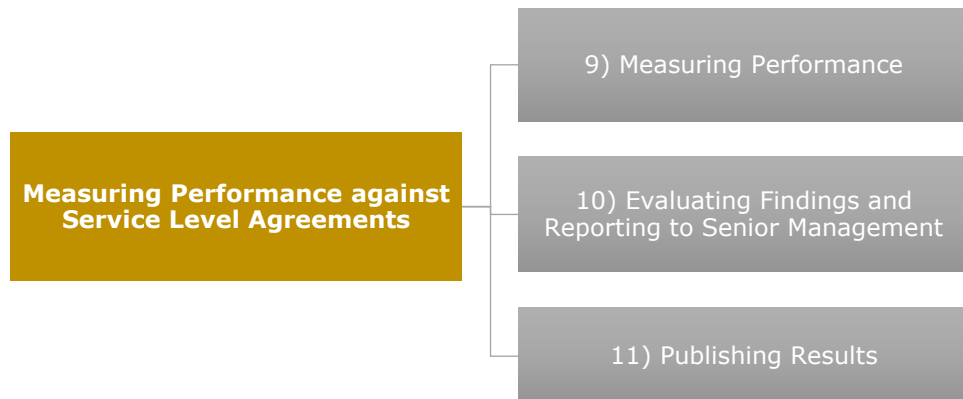 Measuring Performance against
Service Level Agreements
9) Measuring Performance
10) Evaluating Findings and
Reporting to Senior Management
11) Publishing Results